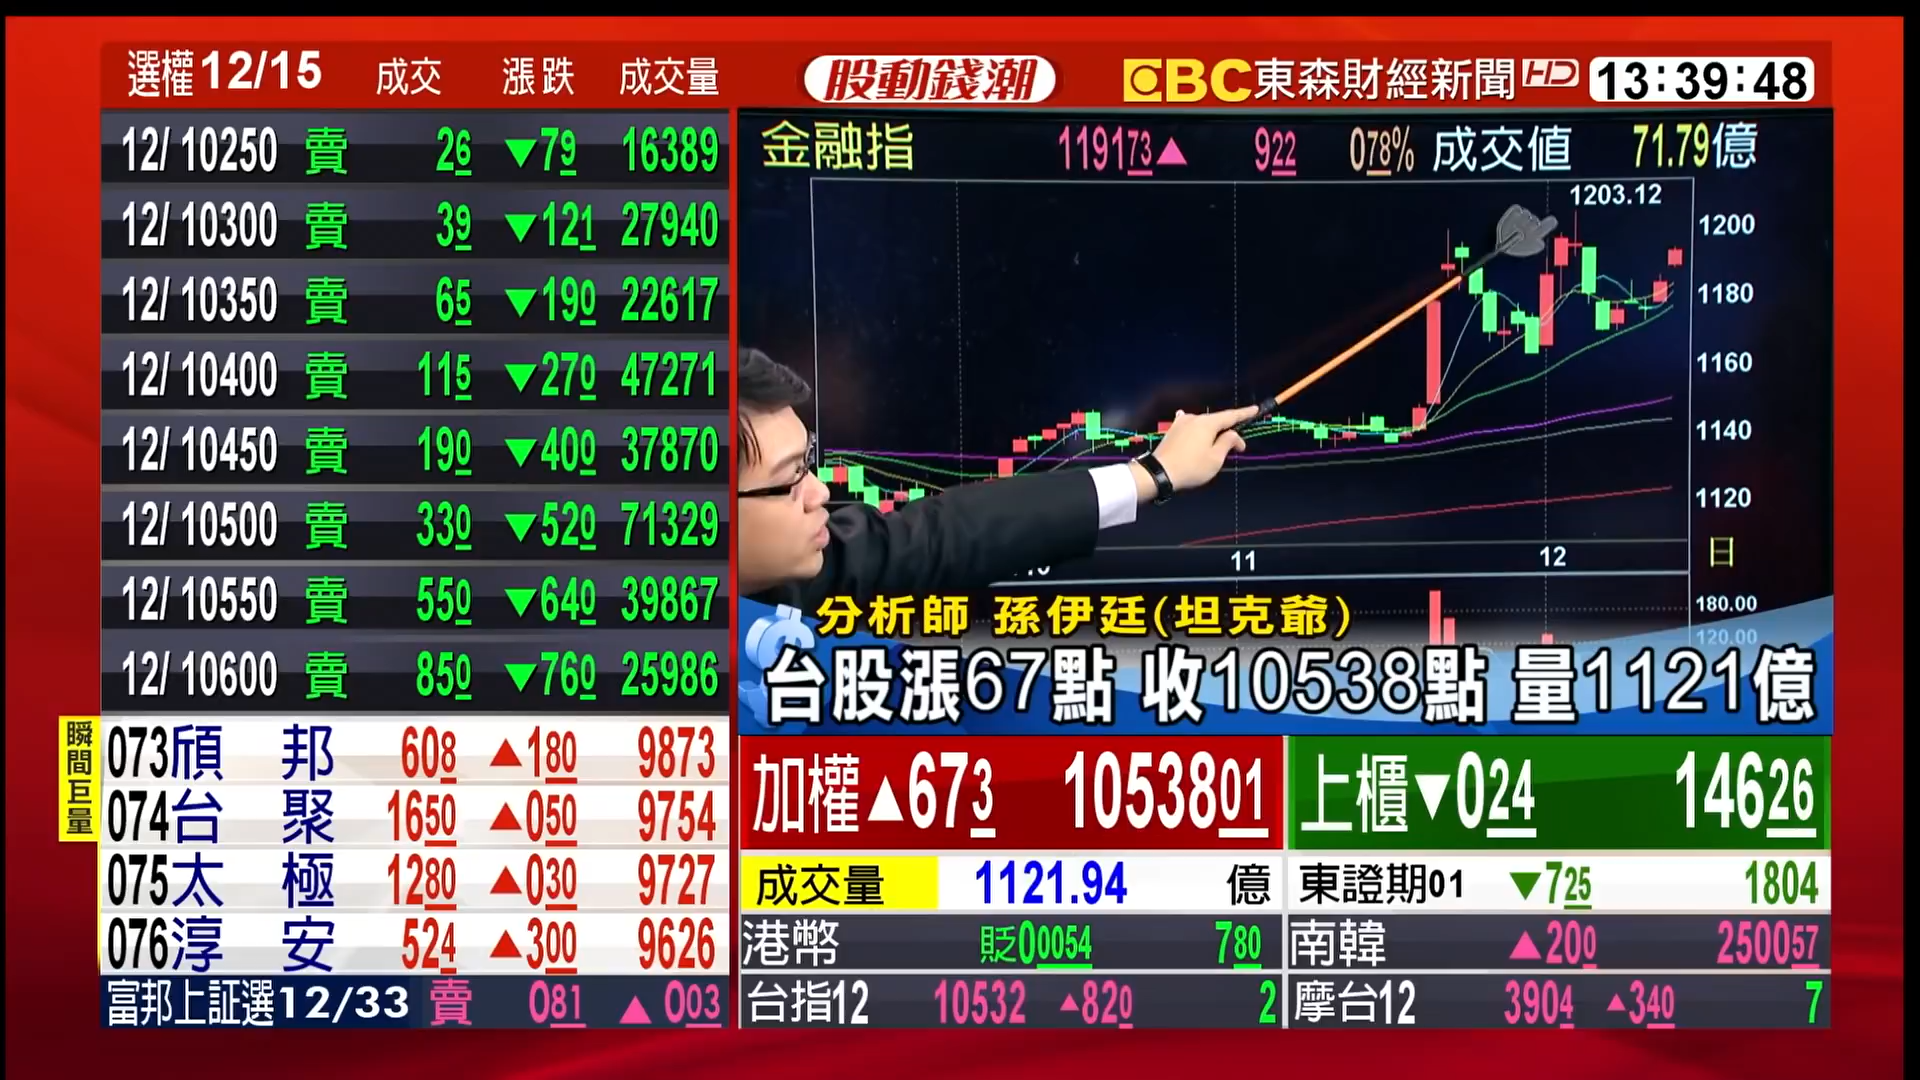 選權12/15 成交 漲跌 成交量
股動錢潮
EBC東森財經新聞HD 13:39:48
12/ 10250 賣 26 ▼79 16389
12/ 10300 賣 39 ▼121 27940
12/ 10350 賣 65 ▼190 22617
12/ 10400 賣 115 ▼270 47271
12/ 10450 賣 190 ▼400 37870
12/ 10500 賣 330 ▼520 71329
12/ 10550 賣 550 ▼640 39867
12/ 10600 賣 850 ▼760 25986
瞬間巨量
073頎 邦 608 ▲180 9873
074台 聚 1650 ▲050 9754
075太 極 1280 ▲030 9727
076淳 安 524 ▲300 9626
富邦上証選12/33 賣 081 ▲003
金融指 119173▲ 922 078% 成交值 71.79億
1203.12
1200
1180
1160
1140
1120
11 12 日
180.00
120.00
分析師 孫伊廷(坦克爺)
台股漲67點 收10538點 量1121億
加權▲673 1053801
上櫃▼024 14626
成交量 1121.94 億
東證期01 ▼725 1804
港幣 貶00054 780
南韓 ▲200 250057
台指12 10532 ▲820 2
摩台12 3904 ▲340 7